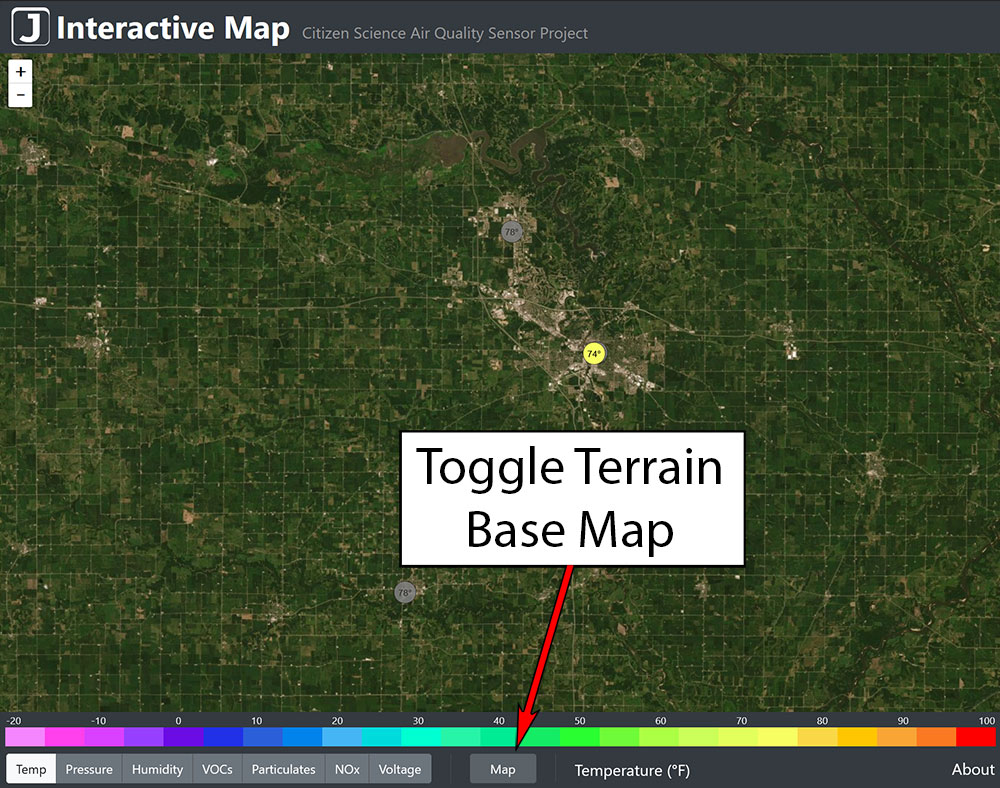 J Interactive Map Citizen Science Air Quality Sensor Project
+
−
78°
74°
Toggle Terrain
Base Map
78°
-20 -10 0 10 20 30 40 50 60 70 80 90 100
Temp Pressure Humidity VOCs Particulates NOx Voltage Map Temperature (°F) About